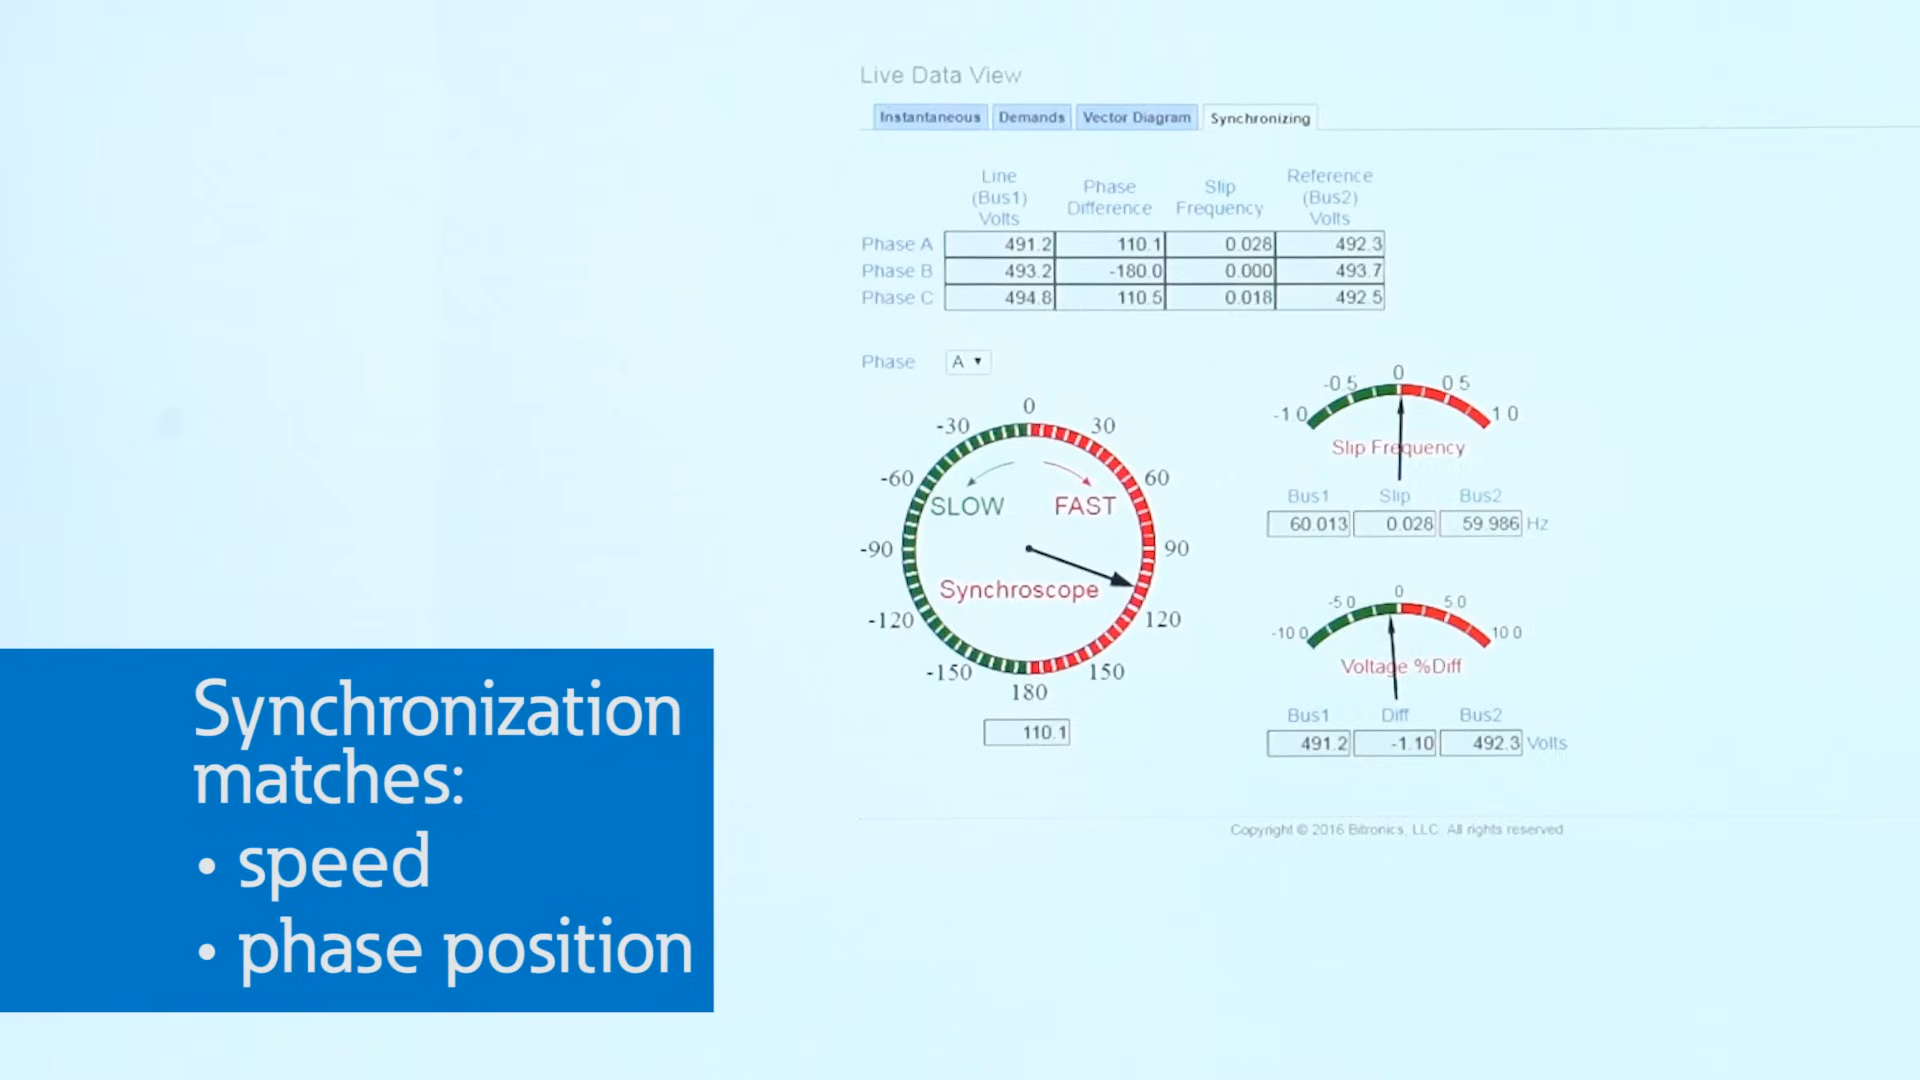 Live Data View
Instantaneous Demands Vector Diagram Synchronizing
Line (Bus1) Volts Phase Difference Slip Frequency Reference (Bus2) Volts
Phase A 491.2 110.1 0.028 492.3
Phase B 493.2 -180.0 0.000 493.7
Phase C 494.8 110.5 0.018 492.5
Phase A
0
-30 30
-60 60
SLOW FAST
-90 90
Synchroscope
-120 120
-150 150
180
110.1
0
-0.5 0.5
-1.0 1.0
Slip Frequency
Bus1 Slip Bus2
60.013 0.028 59.986 Hz
0
-5.0 5.0
-10.0 10.0
Voltage %Diff
Bus1 Diff Bus2
491.2 -1.10 492.3 Volts
Copyright © 2016 Bitronics, LLC. All rights reserved
Synchronization
matches:
• speed
• phase position